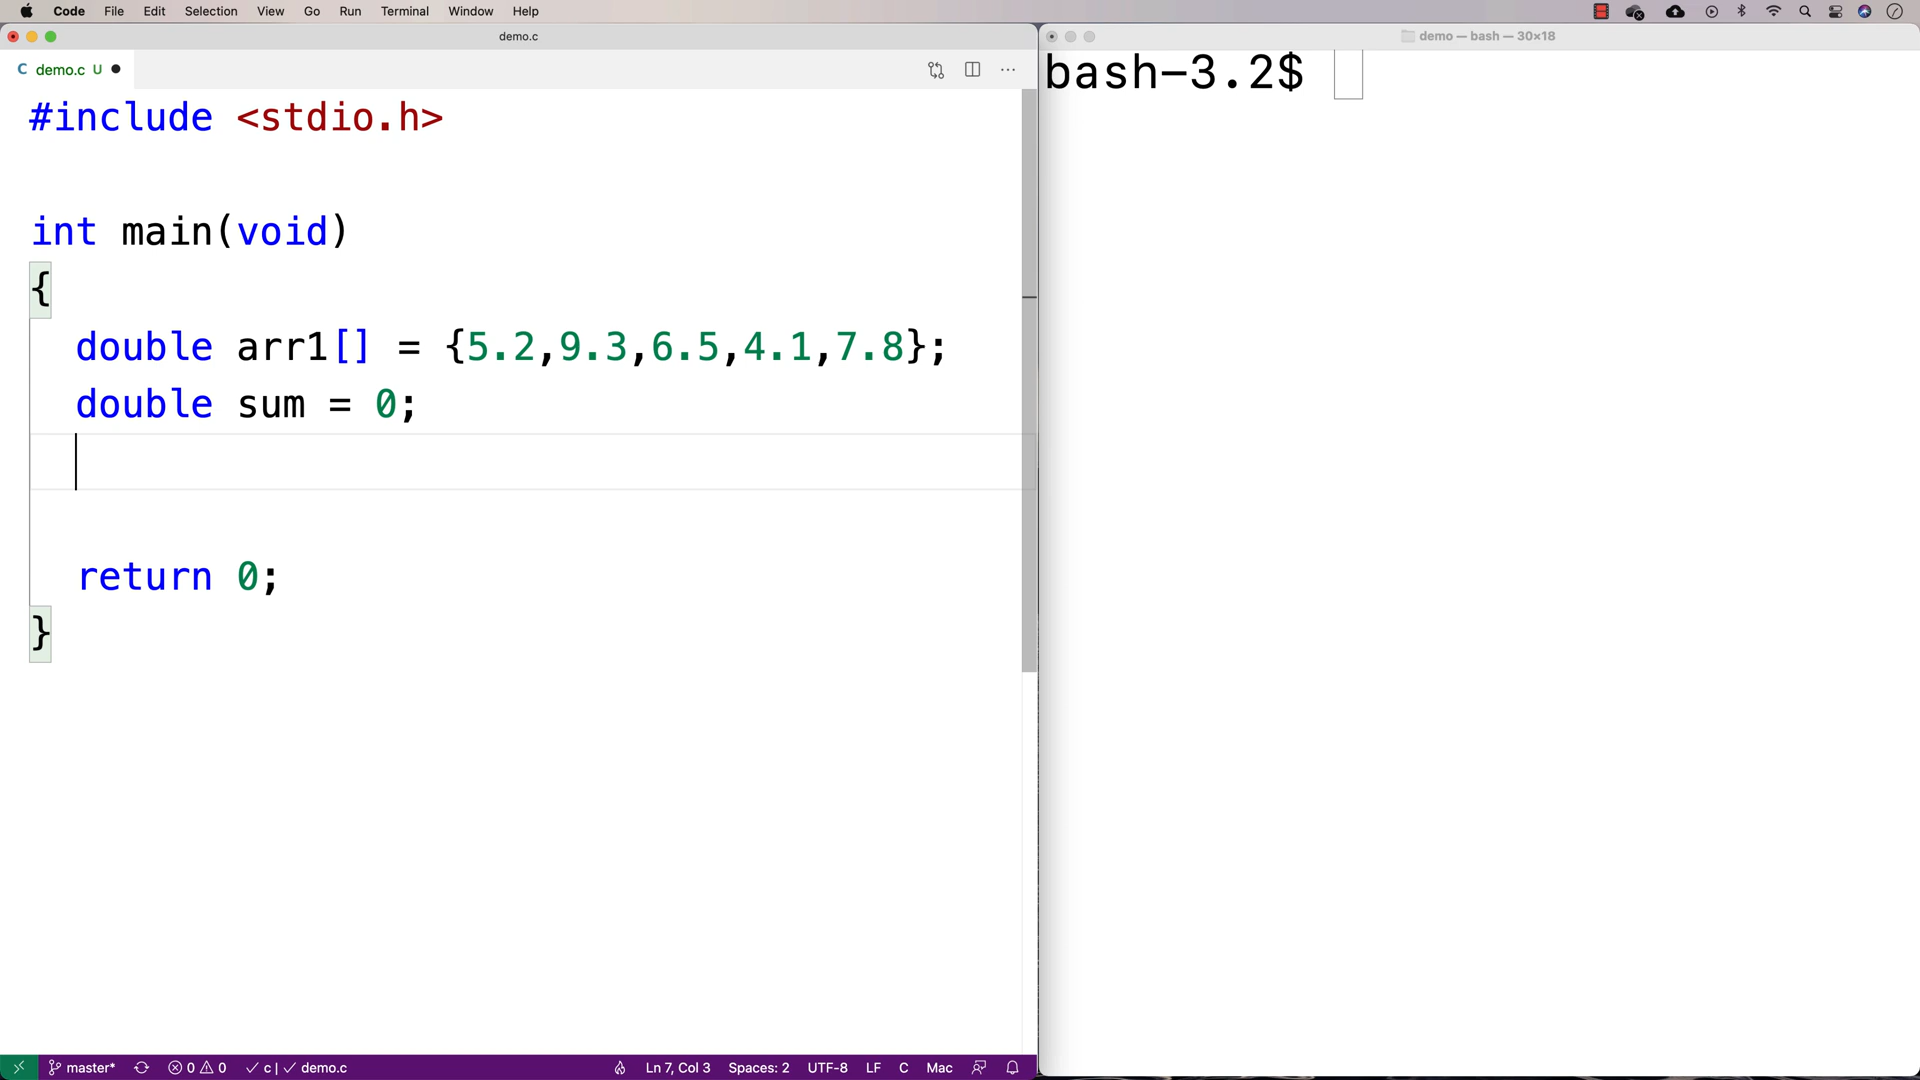 Code File Edit Selection View Go Run Terminal Window Help
demo.c
C demo.c U
#include <stdio.h>
int main(void)
{
double arr1[] = {5.2,9.3,6.5,4.1,7.8};
double sum = 0;
return 0;
}
master* 0 0 c | demo.c Ln 7, Col 3 Spaces: 2 UTF-8 LF C Mac
demo — bash — 30×18
bash-3.2$